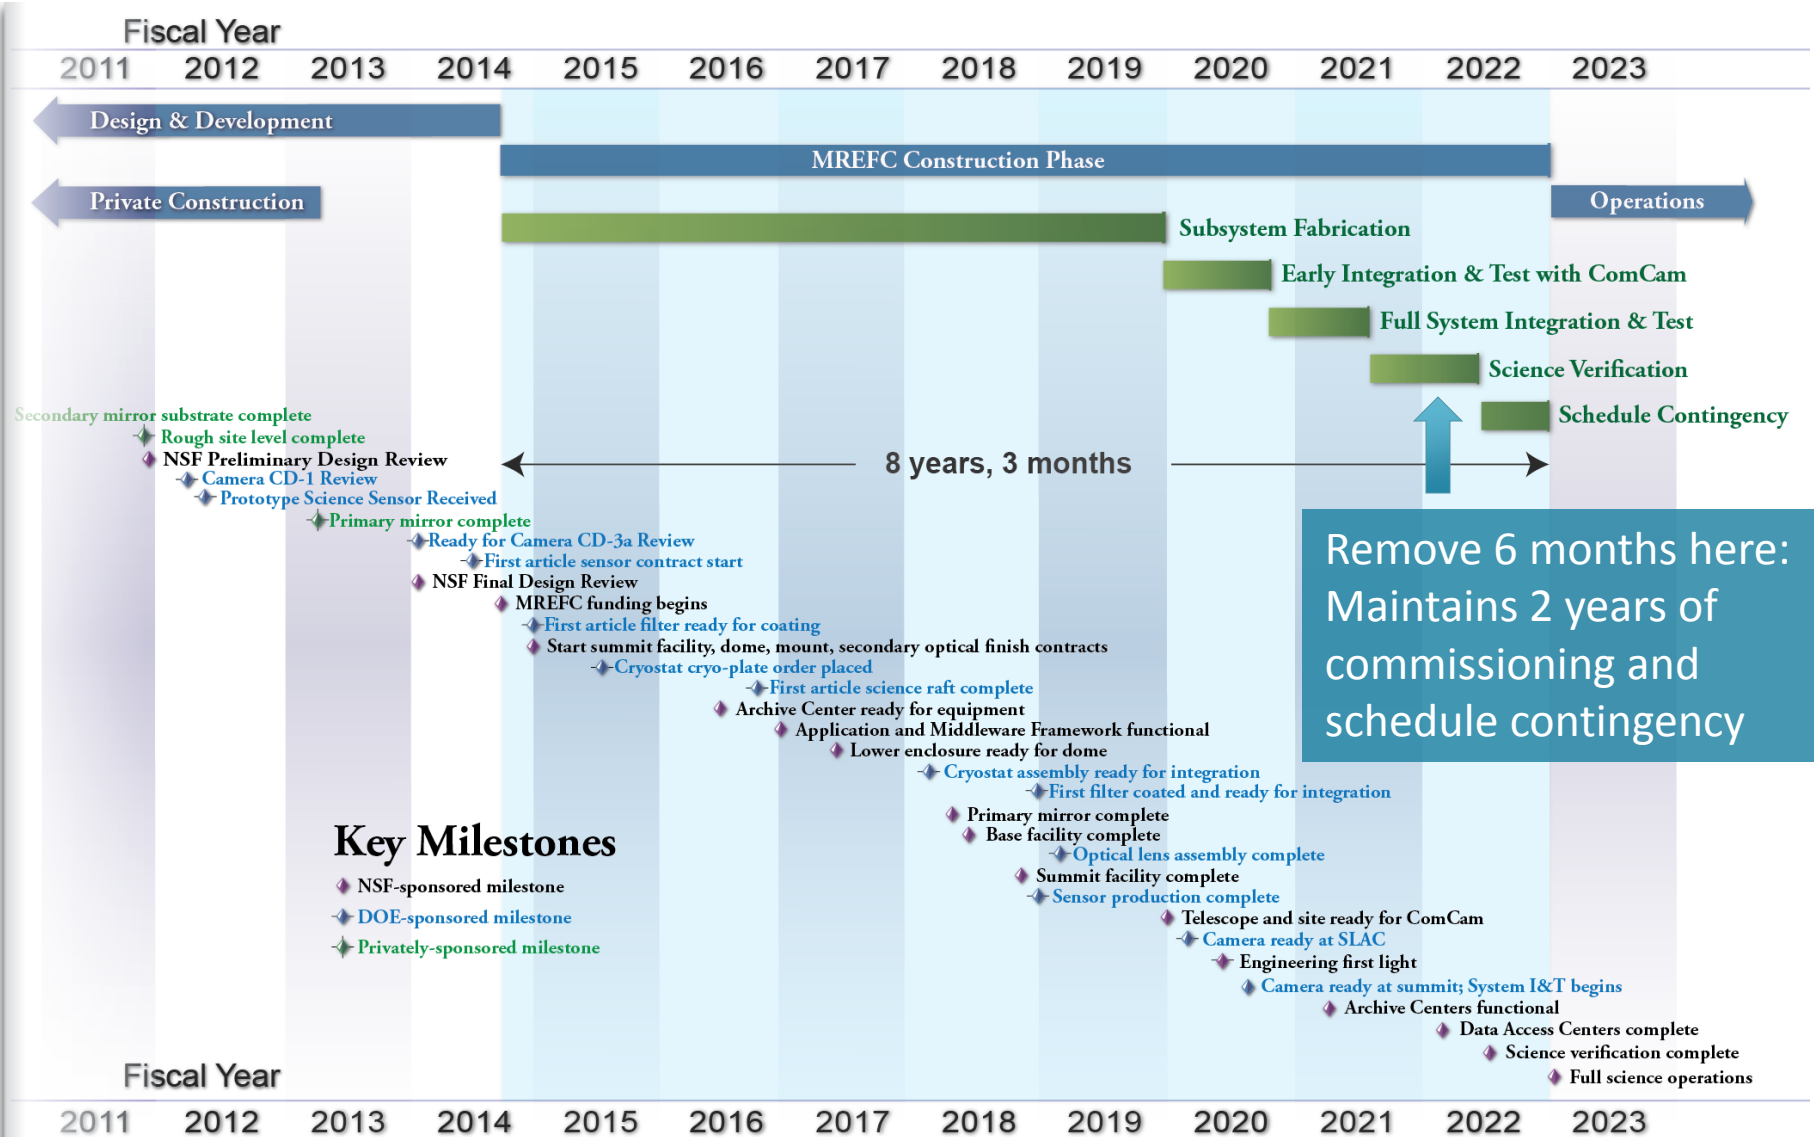 Fiscal Year
2011 2012 2013 2014 2015 2016 2017 2018 2019 2020 2021 2022 2023
Design & Development
MREFC Construction Phase
Private Construction
Operations
Subsystem Fabrication
Early Integration & Test with ComCam
Full System Integration & Test
Science Verification
Schedule Contingency
Secondary mirror substrate complete
Rough site level complete
NSF Preliminary Design Review
8 years, 3 months
Camera CD-1 Review
Prototype Science Sensor Received
Primary mirror complete
Ready for Camera CD-3a Review
First article sensor contract start
NSF Final Design Review
MREFC funding begins
First article filter ready for coating
Start summit facility, dome, mount, secondary optical finish contracts
Cryostat cryo-plate order placed
First article science raft complete
Archive Center ready for equipment
Application and Middleware Framework functional
Lower enclosure ready for dome
Cryostat assembly ready for integration
First filter coated and ready for integration
Primary mirror complete
Base facility complete
Optical lens assembly complete
Summit facility complete
Sensor production complete
Telescope and site ready for ComCam
Camera ready at SLAC
Engineering first light
Camera ready at summit; System I&T begins
Archive Centers functional
Data Access Centers complete
Science verification complete
Full science operations
Remove 6 months here:
Maintains 2 years of
commissioning and
schedule contingency
Key Milestones
NSF-sponsored milestone
DOE-sponsored milestone
Privately-sponsored milestone
Fiscal Year
2011 2012 2013 2014 2015 2016 2017 2018 2019 2020 2021 2022 2023